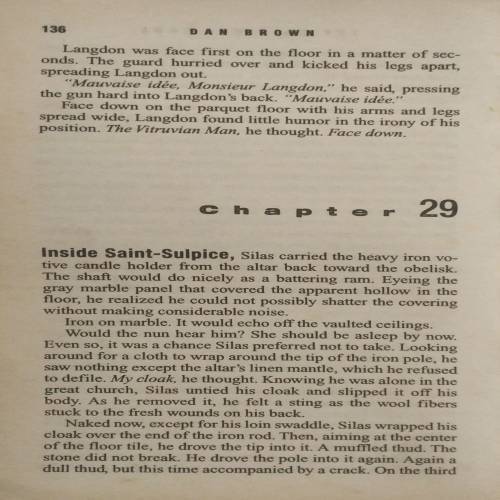 136 DAN BROWN
Langdon was face first on the floor in a matter of sec-
onds. The guard hurried over and kicked his legs apart,
spreading Langdon out.
"Mauvaise idée, Monsieur Langdon," he said, pressing
the gun hard into Langdon's back. "Mauvaise idée."
Face down on the parquet floor with his arms and legs
spread wide, Langdon found little humor in the irony of his
position. The Vitruvian Man, he thought. Face down.
Chapter 29
Inside Saint-Sulpice, Silas carried the heavy iron vo-
tive candle holder from the altar back toward the obelisk.
The shaft would do nicely as a battering ram. Eyeing the
gray marble panel that covered the apparent hollow in the
floor, he realized he could not possibly shatter the covering
without making considerable noise.
Iron on marble. It would echo off the vaulted ceilings.
Would the nun hear him? She should be asleep by now.
Even so, it was a chance Silas preferred not to take. Looking
around for a cloth to wrap around the tip of the iron pole, he
saw nothing except the altar's linen mantle, which he refused
to defile. My cloak, he thought. Knowing he was alone in the
great church, Silas untied his cloak and slipped it off his
body. As he removed it, he felt a sting as the wool fibers
stuck to the fresh wounds on his back.
Naked now, except for his loin swaddle, Silas wrapped his
cloak over the end of the iron rod. Then, aiming at the center
of the floor tile, he drove the tip into it. A muffled thud. The
stone did not break. He drove the pole into it again. Again a
dull thud, but this time accompanied by a crack. On the third